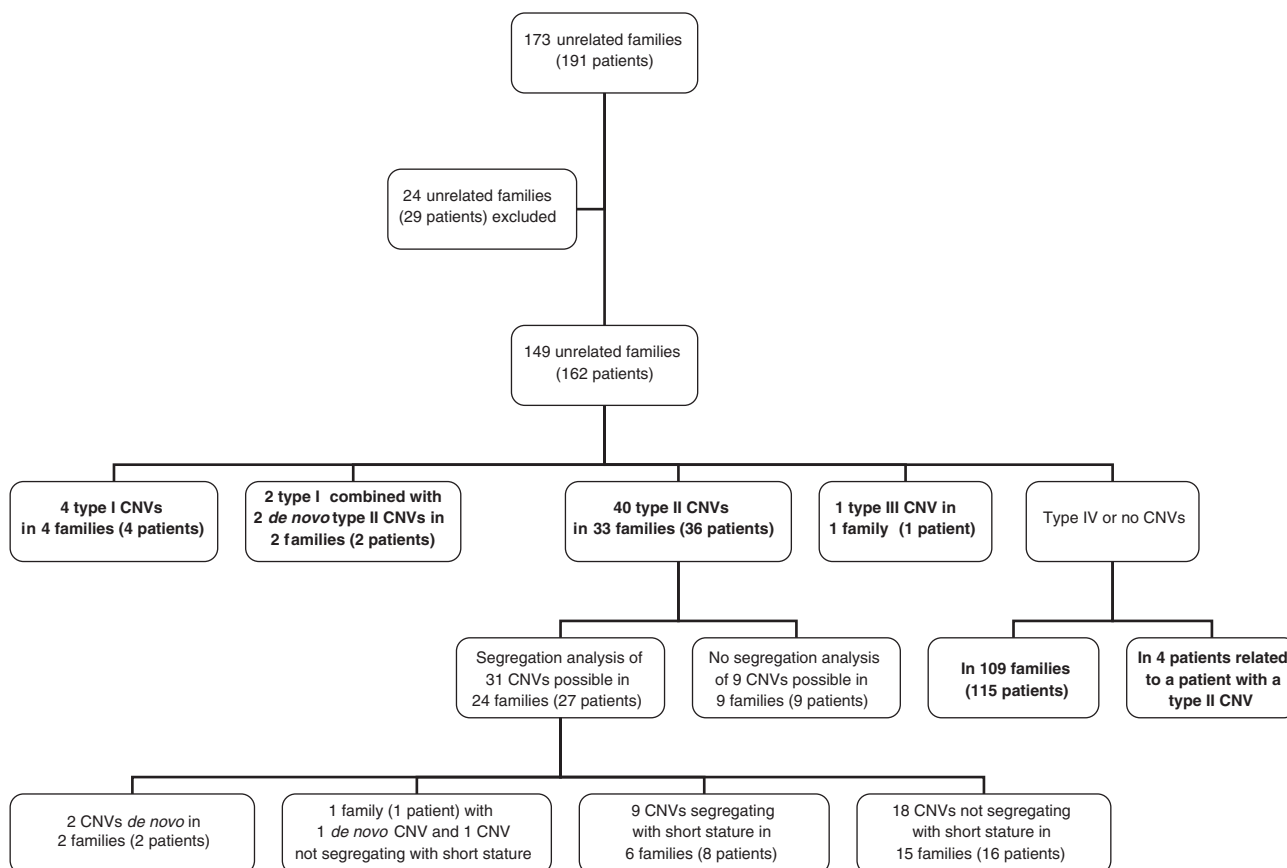 173 unrelated families
(191 patients)
24 unrelated families
(29 patients) excluded
149 unrelated families
(162 patients)
4 type I CNVs
in 4 families (4 patients)
2 type I combined with
2 de novo type II CNVs in
2 families (2 patients)
40 type II CNVs
in 33 families (36 patients)
1 type III CNV in
1 family (1 patient)
Type IV or no CNVs
Segregation analysis of
31 CNVs possible in
24 families (27 patients)
No segregation analysis
of 9 CNVs possible in
9 families (9 patients)
In 109 families
(115 patients)
In 4 patients related
to a patient with a
type II CNV
2 CNVs de novo in
2 families (2 patients)
1 family (1 patient) with
1 de novo CNV and 1 CNV
not segregating with short stature
9 CNVs segregating
with short stature in
6 families (8 patients)
18 CNVs not segregating
with short stature in
15 families (16 patients)